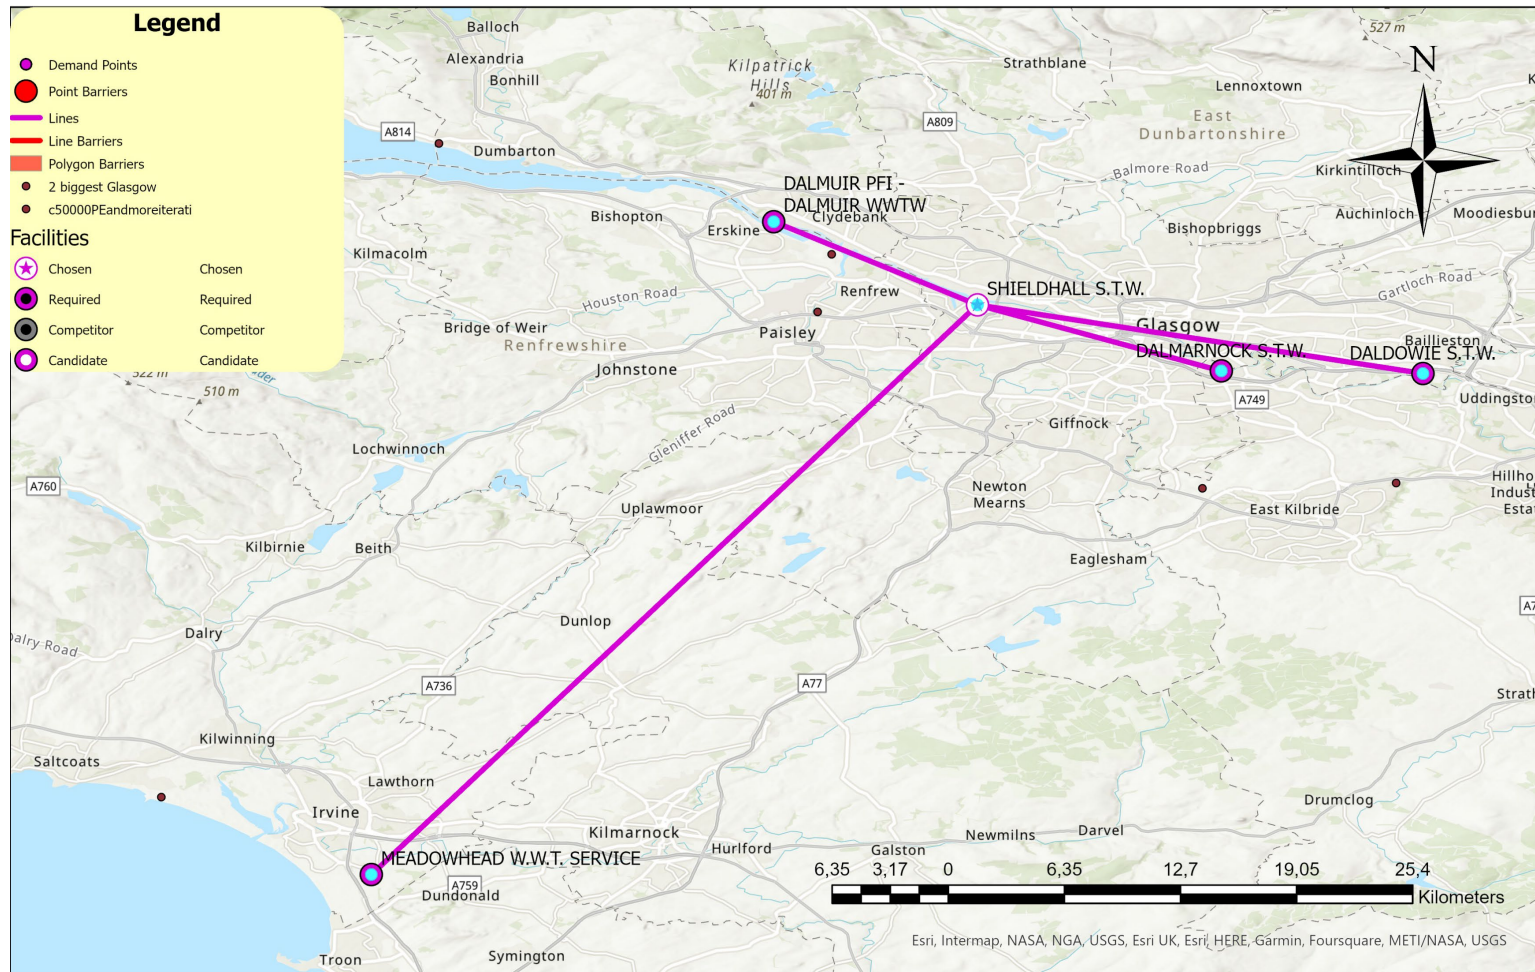 Legend
Demand Points
Point Barriers
Lines
Line Barriers
Polygon Barriers
2 biggest Glasgow
c50000PEandmoreiterati
Facilities
Chosen Chosen
Required Required
Competitor Competitor
Candidate Candidate
522 m
510 m
Balloch
Alexandria
Bonhill
A814
Dumbarton
Kilpatrick
Hills
401 m
A809
Strathblane
527 m
N
Lennoxtown
East
Dunbartonshire
Balmore Road
Kirkintilloch
Auchinloch
Bishopbriggs
DALMUIR PFI -
DALMUIR WWTW
Clydebank
Bishopton
Erskine
Kilmacolm
Houston Road
Renfrew
SHIELDHALL S.T.W.
Gartloch Road
Bridge of Weir
Renfrewshire
Paisley
Glasgow
Baillieston
DALMARNOCK S.T.W.
DALDOWIE S.T.W.
Johnstone
A749
Giffnock
Gleniffer Road
Lochwinnoch
A760
Newton
Mearns
Uplawmoor
East Kilbride
Kilbirnie
Beith
Eaglesham
Dunlop
Dalry
A736
A77
Kilwinning
Saltcoats
Lawthorn
Irvine
Kilmarnock
Drumclog
Newmilns
Darvel
Hurlford
Galston
MEADOWHEAD W.W.T. SERVICE
A759
Dundonald
6,35 3,17 0 6,35 12,7 19,05 25,4
Kilometers
Troon
Symington
Esri, Intermap, NASA, NGA, USGS, Esri UK, Esri, HERE, Garmin, Foursquare, METI/NASA, USGS